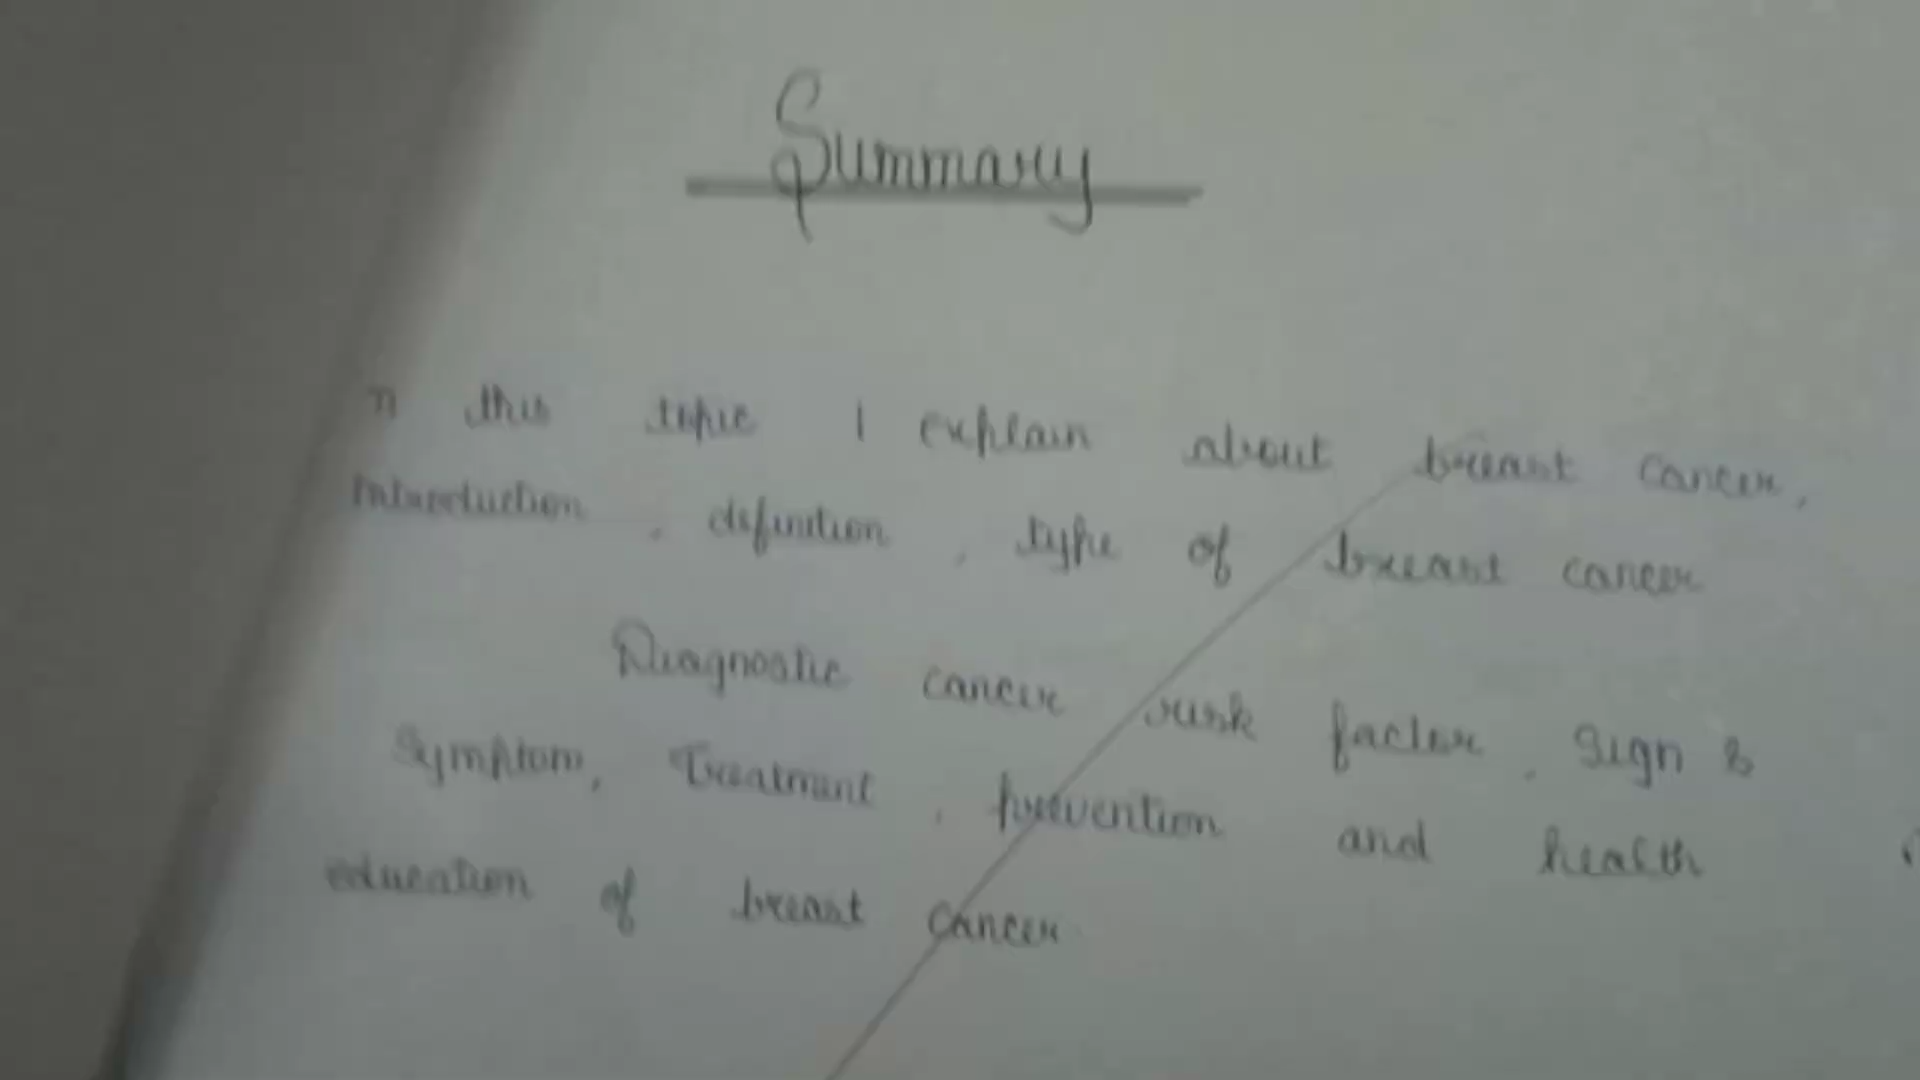 Summary
n this topic I explain about breast cancer,
Introduction, definition, type of breast cancer
Diagnostic cancer risk factor, Sign &
Symptom, Treatment, prevention and health
education of breast cancer